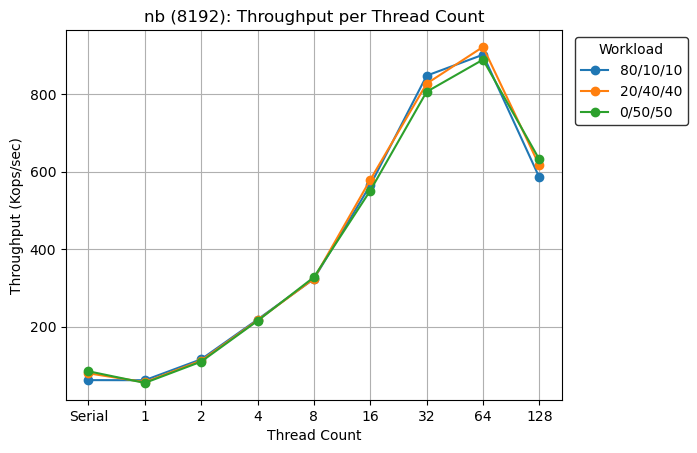 nb (8192): Throughput per Thread Count
Throughput (Kops/sec)
800
600
400
200
Serial 1 2 4 8 16 32 64 128
Thread Count
Workload
80/10/10
20/40/40
0/50/50